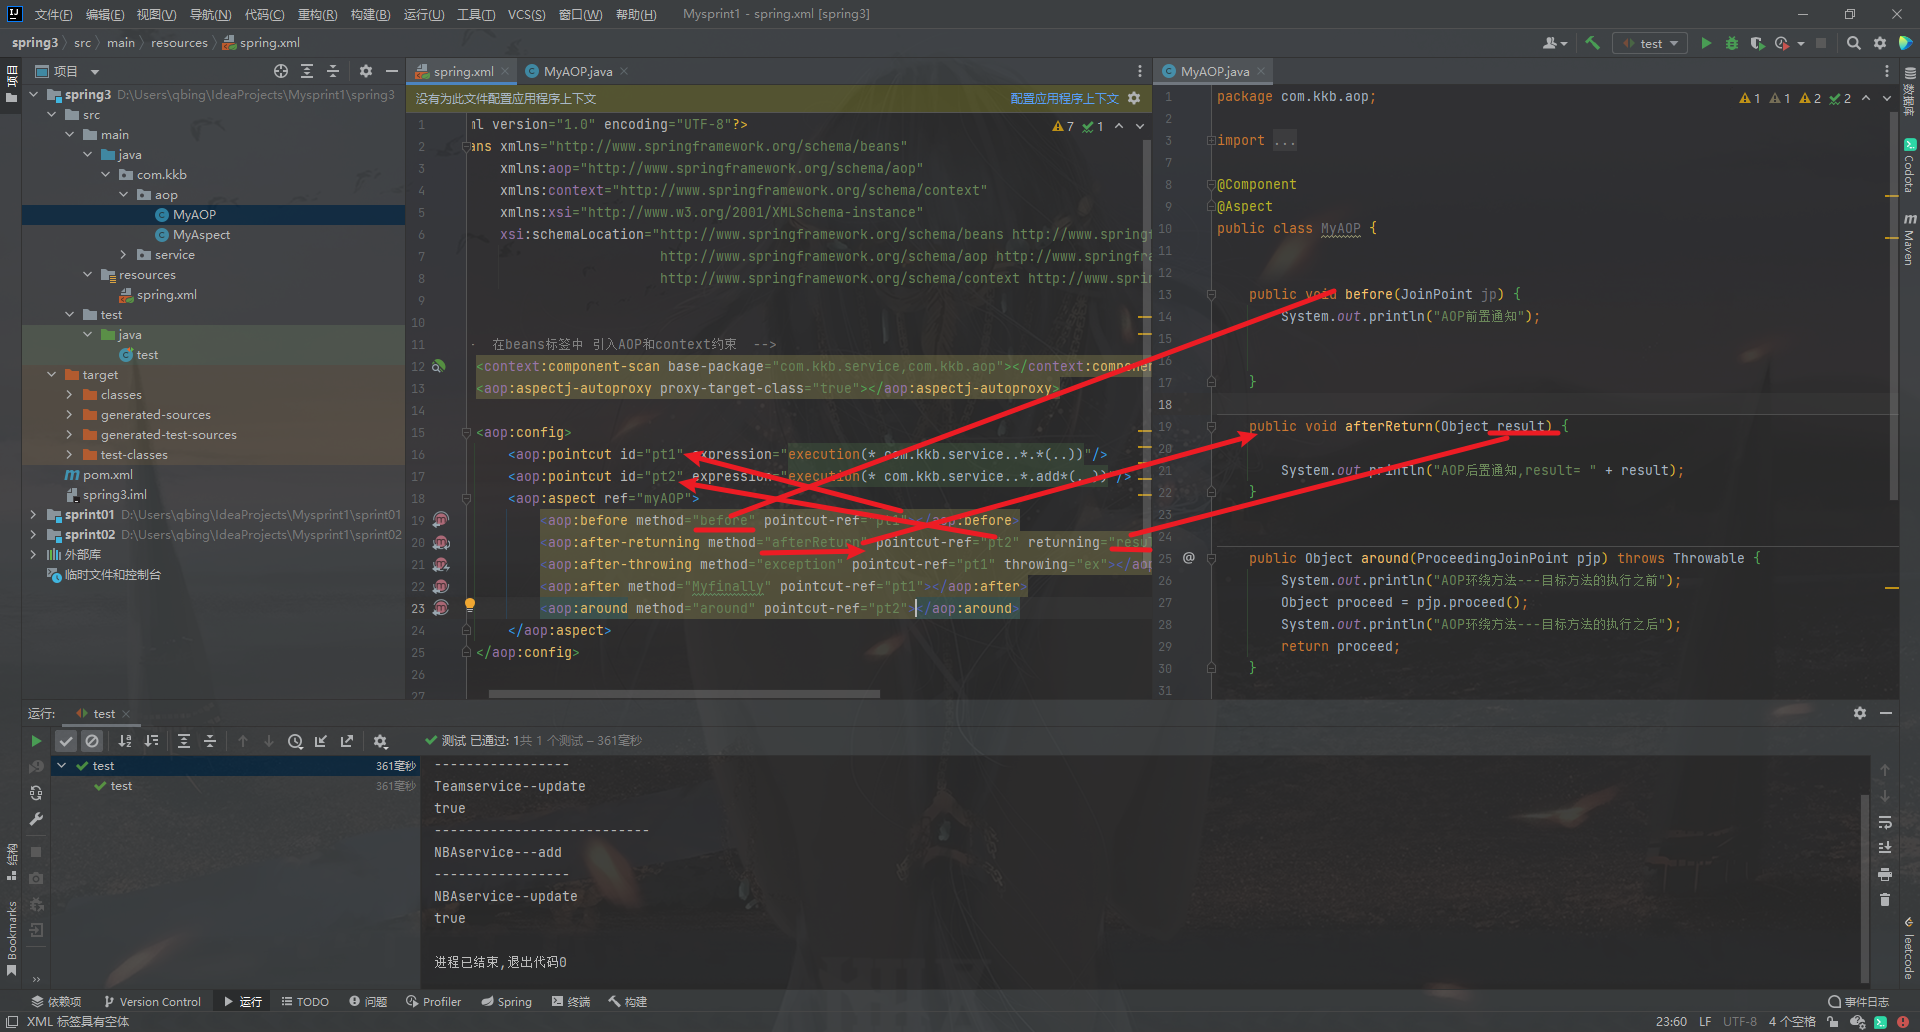 文件(F) 编辑(E) 视图(V) 导航(N) 代码(C) 重构(R) 构建(B) 运行(U) 工具(T) VCS(S) 窗口(W) 帮助(H) Mysprint1 - spring.xml [spring3]
spring3 src main resources spring.xml
test
项目
spring3 D:\Users\qbing\IdeaProjects\Mysprint1\spring3
src
main
java
com.kkb
aop
MyAOP
MyAspect
service
resources
spring.xml
test
java
test
target
classes
generated-sources
generated-test-sources
test-classes
pom.xml
spring3.iml
sprint01 D:\Users\qbing\IdeaProjects\Mysprint1\sprint01
sprint02 D:\Users\qbing\IdeaProjects\Mysprint1\sprint02
外部库
临时文件和控制台
项目
结构
Bookmarks
spring.xml MyAOP.java
没有为此文件配置应用程序上下文 配置应用程序上下文
7 1
1 ml version="1.0" encoding="UTF-8"?>
2 ans xmlns="http://www.springframework.org/schema/beans"
3 xmlns:aop="http://www.springframework.org/schema/aop"
4 xmlns:context="http://www.springframework.org/schema/context"
5 xmlns:xsi="http://www.w3.org/2001/XMLSchema-instance"
6 xsi:schemaLocation="http://www.springframework.org/schema/beans http://www.springf
7 http://www.springframework.org/schema/aop http://www.springfra
8 http://www.springframework.org/schema/context http://www.sprin
9
10
11 在beans标签中 引入AOP和context约束 -->
12 <context:component-scan base-package="com.kkb.service,com.kkb.aop"></context:componen
13 <aop:aspectj-autoproxy proxy-target-class="true"></aop:aspectj-autoproxy>
14
15 <aop:config>
16 <aop:pointcut id="pt1" expression="execution(* com.kkb.service..*.*(..))"/>
17 <aop:pointcut id="pt2" expression="execution(* com.kkb.service..*.add*(..))"/>
18 <aop:aspect ref="myAOP">
19 <aop:before method="before" pointcut-ref="pt1"></aop:before>
20 <aop:after-returning method="afterReturn" pointcut-ref="pt2" returning="resu
21 <aop:after-throwing method="exception" pointcut-ref="pt1" throwing="ex"></ao
22 <aop:after method="Myfinally" pointcut-ref="pt1"></aop:after>
23 <aop:around method="around" pointcut-ref="pt2"></aop:around>
24 </aop:aspect>
25 </aop:config>
26
27
MyAOP.java
1 1 2 2
1 package com.kkb.aop;
2
3 import ...
7
8 @Component
9 @Aspect
10 public class MyAOP {
11
12
13 public void before(JoinPoint jp) {
14 System.out.println("AOP前置通知");
15
16
17 }
18
19 public void afterReturn(Object result) {
20
21 System.out.println("AOP后置通知,result= " + result);
22 }
23
24
25 @ public Object around(ProceedingJoinPoint pjp) throws Throwable {
26 System.out.println("AOP环绕方法---目标方法的执行之前");
27 Object proceed = pjp.proceed();
28 System.out.println("AOP环绕方法---目标方法的执行之后");
29 return proceed;
30 }
31
数据库
Codota
Maven
leetcode
运行: test
测试 已通过: 1共 1 个测试 – 361毫秒
test 361毫秒
test 361毫秒
-----------------
Teamservice--update
true
---------------------------
NBAservice---add
-----------------
NBAservice--update
true
进程已结束,退出代码0
依赖项 Version Control 运行 TODO 问题 Profiler Spring 终端 构建 事件日志
XML 标签具有空体 23:60 LF UTF-8 4 个空格